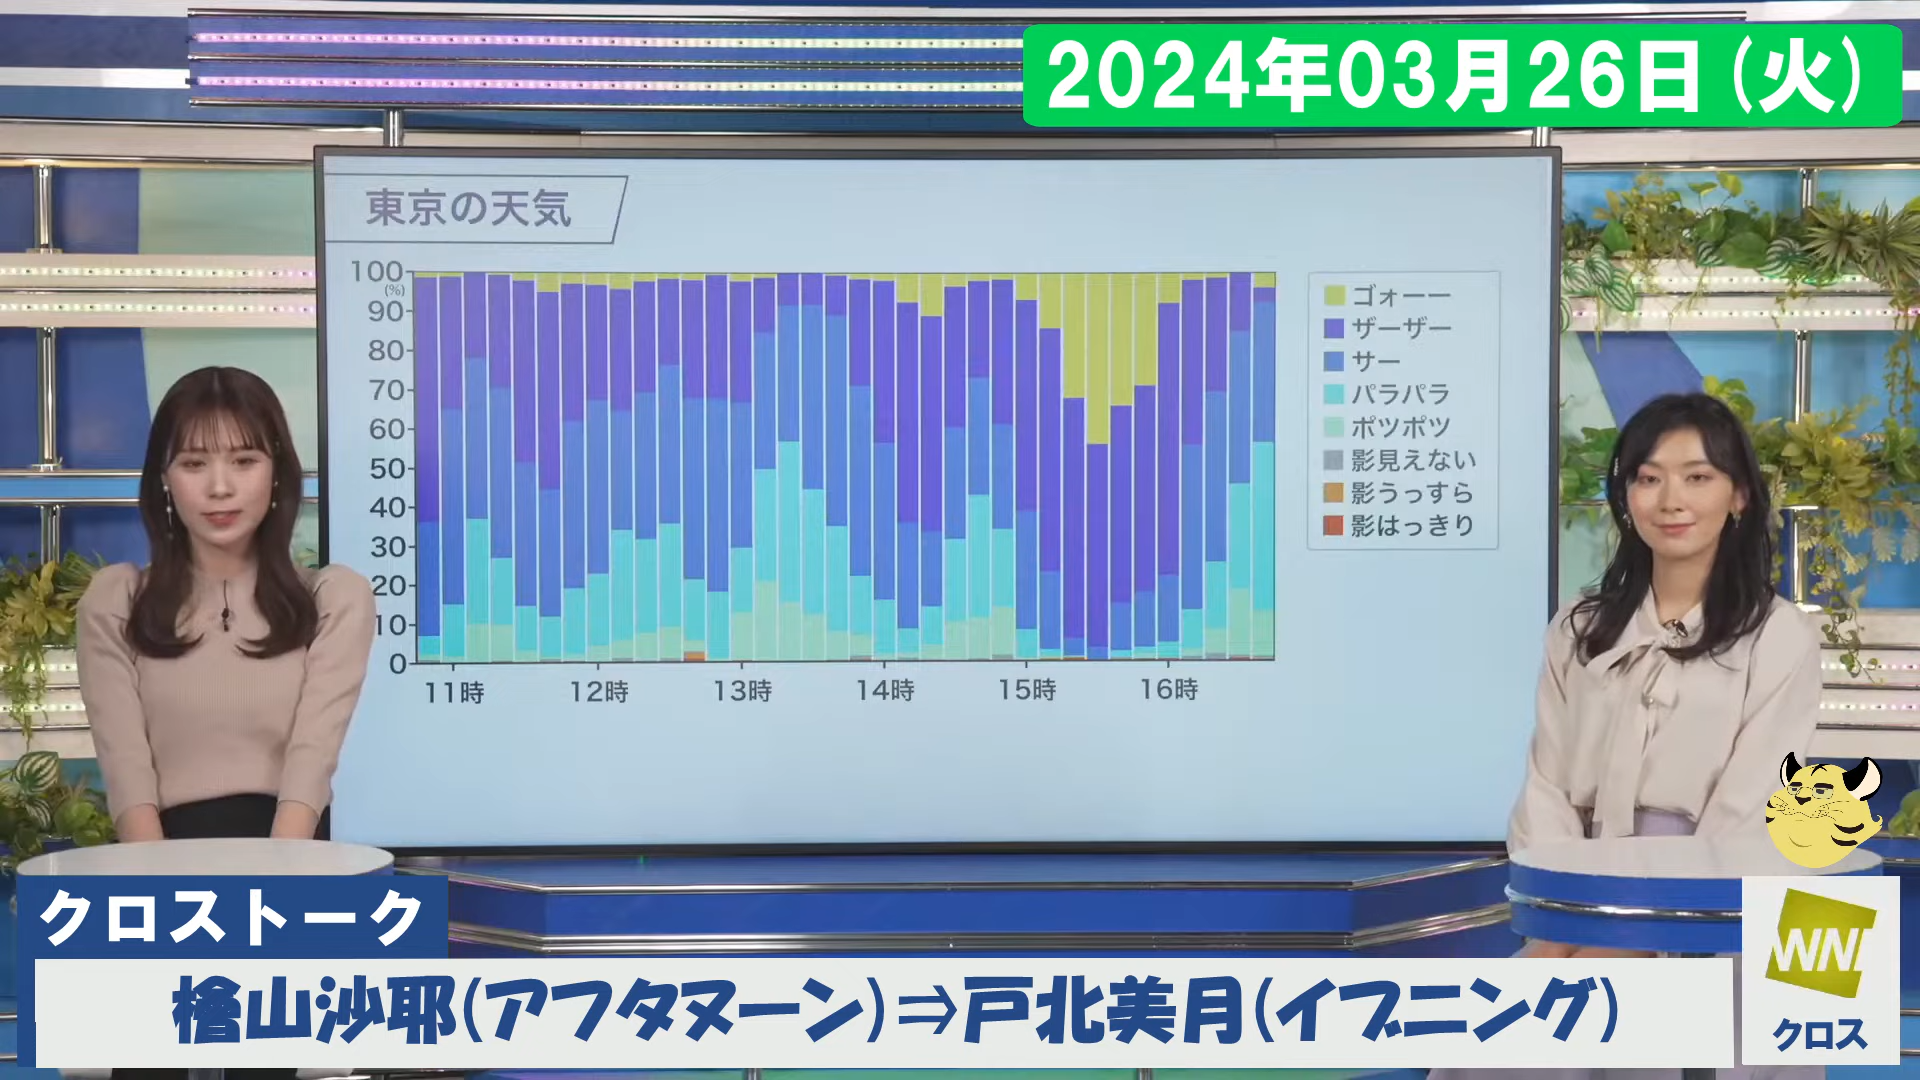 2024年03月26日(火)
東京の天気
100
(%)
90
80
70
60
50
40
30
20
10
0
11時 12時 13時 14時 15時 16時
ゴォーー
ザーザー
サー
パラパラ
ポツポツ
影見えない
影うっすら
影はっきり
クロストーク
檜山沙耶(アフタヌーン)⇒戸北美月(イブニング)
WNI
クロス